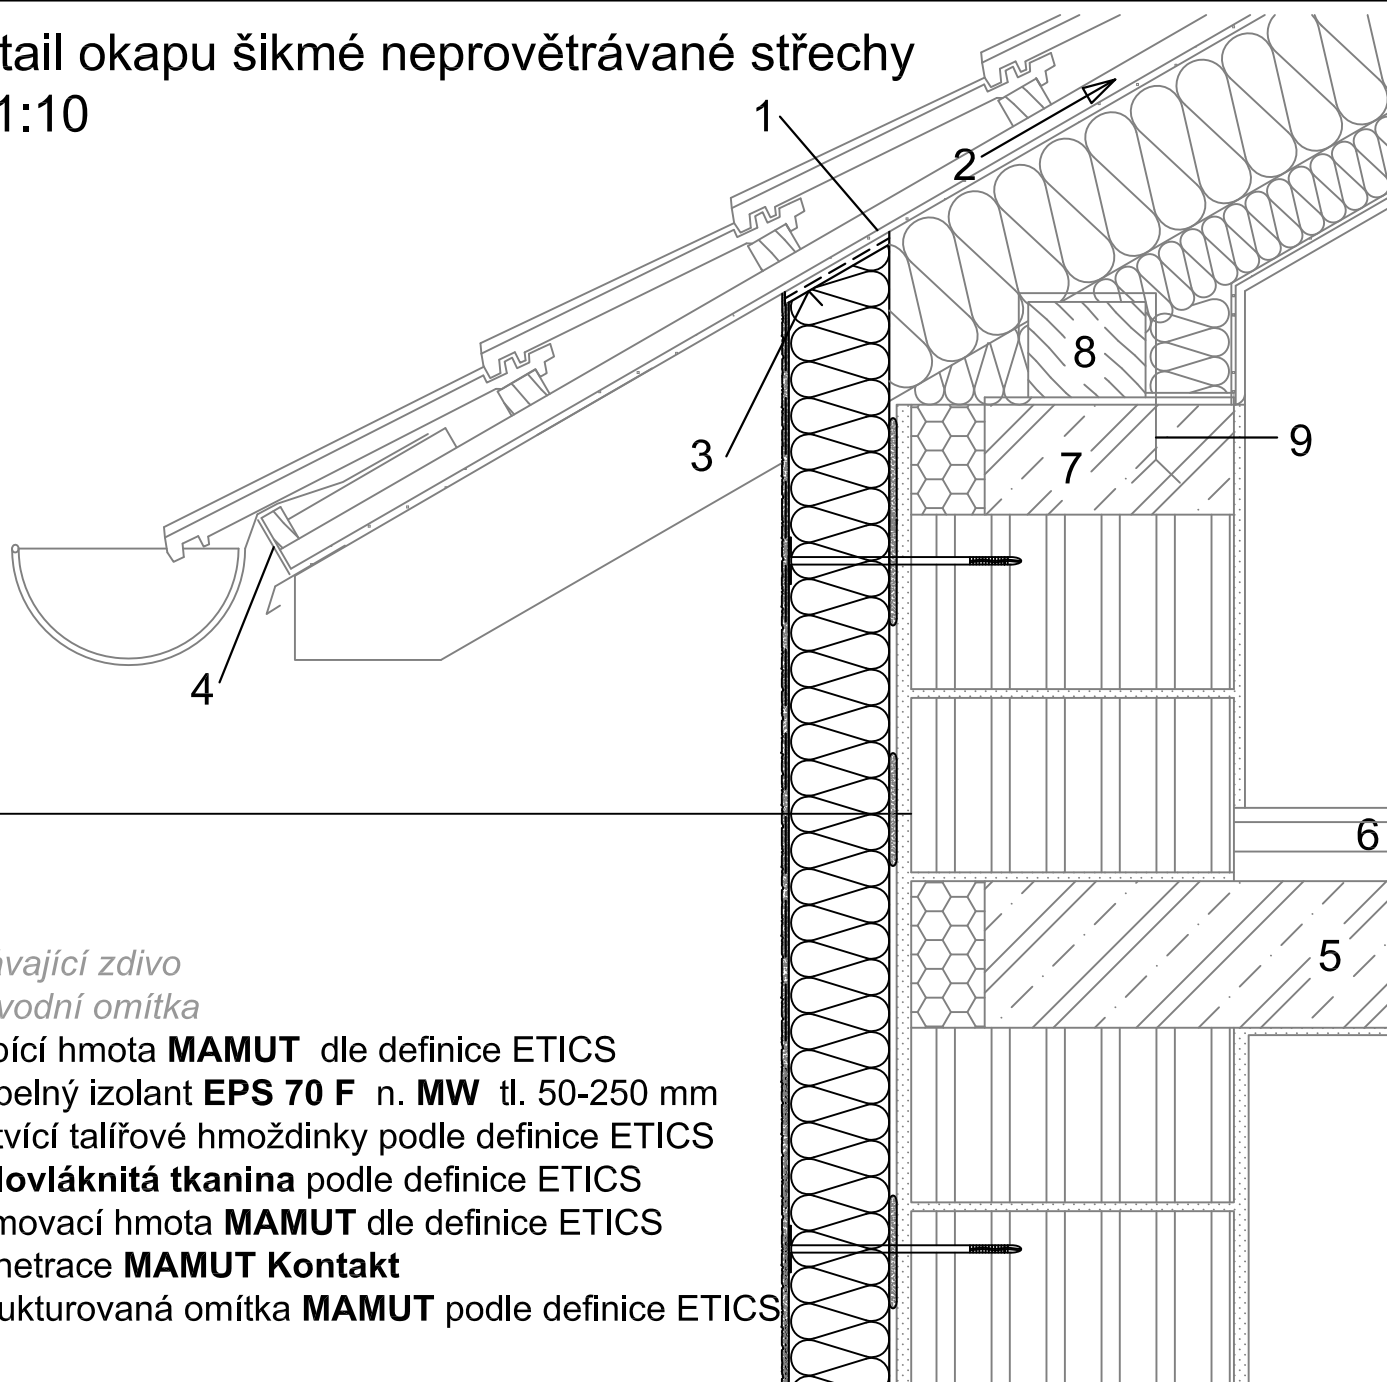 tail okapu šikmé neprovětrávané střechy
1:10
1
2
3
8
9
7
4
6
5
vající zdivo
vodní omítka
pící hmota MAMUT dle definice ETICS
pelný izolant EPS 70 F n. MW tl. 50-250 mm
tvící talířové hmoždinky podle definice ETICS
lovláknitá tkanina podle definice ETICS
movací hmota MAMUT dle definice ETICS
netrace MAMUT Kontakt
ukturovaná omítka MAMUT podle definice ETICS